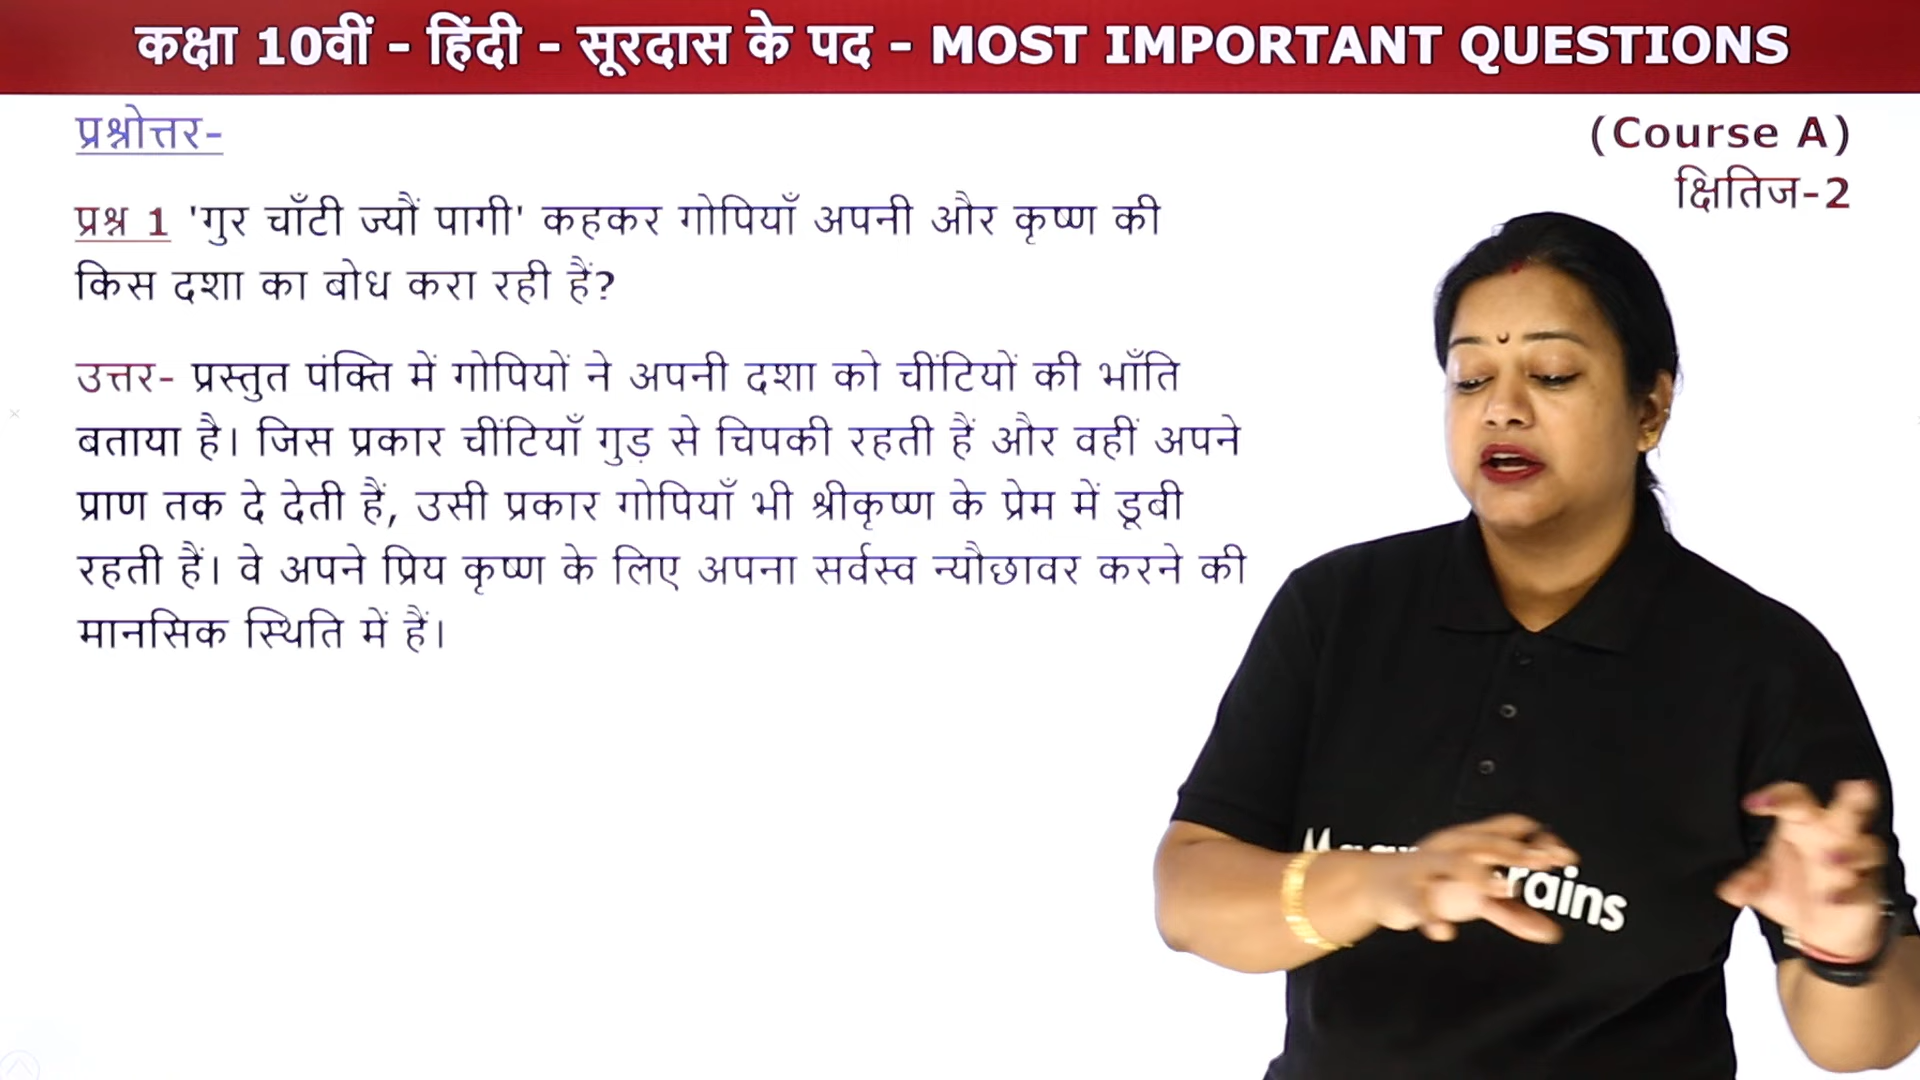 कक्षा 10वीं - हिंदी - सूरदास के पद - MOST IMPORTANT QUESTIONS
प्रश्नोत्तर-
(Course A)
क्षितिज-2
प्रश्न 1 'गुर चाँटी ज्यौं पागी' कहकर गोपियाँ अपनी और कृष्ण की
किस दशा का बोध करा रही हैं?
उत्तर- प्रस्तुत पंक्ति में गोपियों ने अपनी दशा को चींटियों की भाँति
बताया है। जिस प्रकार चींटियाँ गुड़ से चिपकी रहती हैं और वहीं अपने
प्राण तक दे देती हैं, उसी प्रकार गोपियाँ भी श्रीकृष्ण के प्रेम में डूबी
रहती हैं। वे अपने प्रिय कृष्ण के लिए अपना सर्वस्व न्यौछावर करने की
मानसिक स्थिति में हैं।
rains